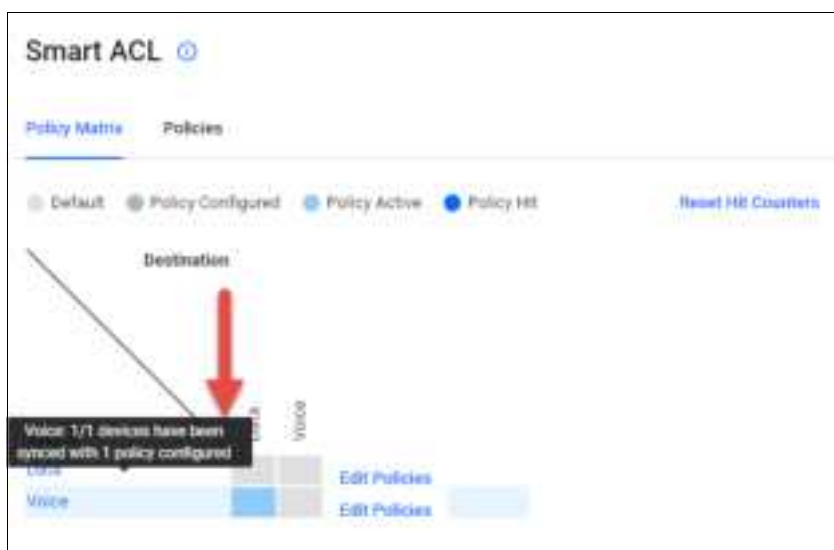 Smart ACL
Policy Matrix Policies
Default Policy Configured Policy Active Policy Hit Reset Hit Counters
Destination
Data Voice
Voice: 1/1 devices have been
synced with 1 policy configured
Data Edit Policies
Voice Edit Policies